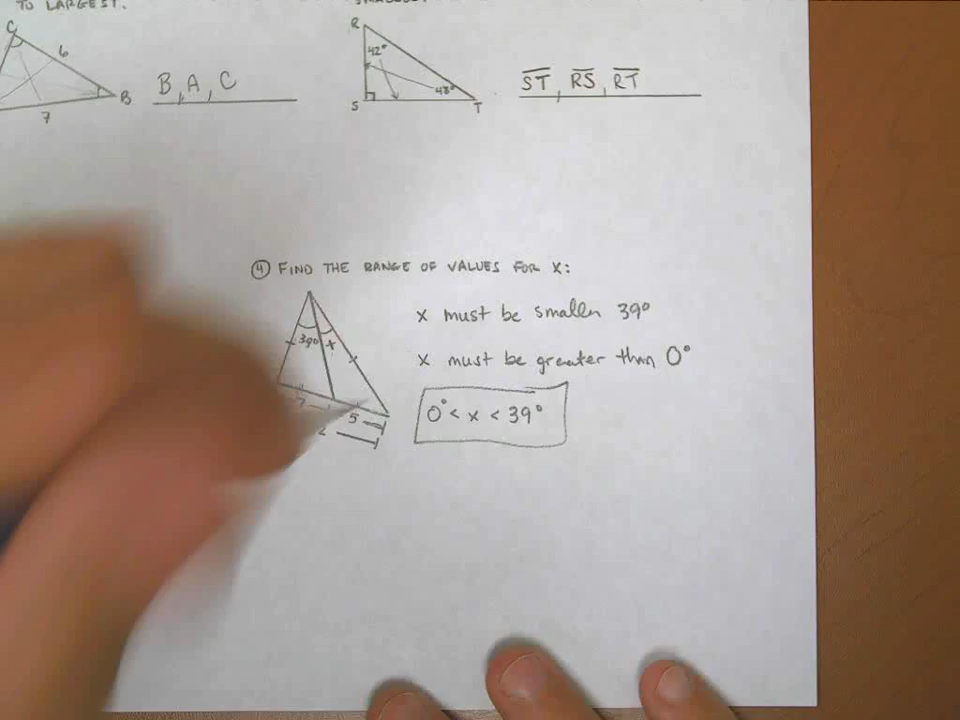 TO LARGEST.
C
6
B
7
B, A, C
R
42°
48°
S
T
ST, RS, RT
④ FIND THE RANGE OF VALUES FOR X:
39° x
7
5
x must be smaller 39°
x must be greater than 0°
0° < x < 39°